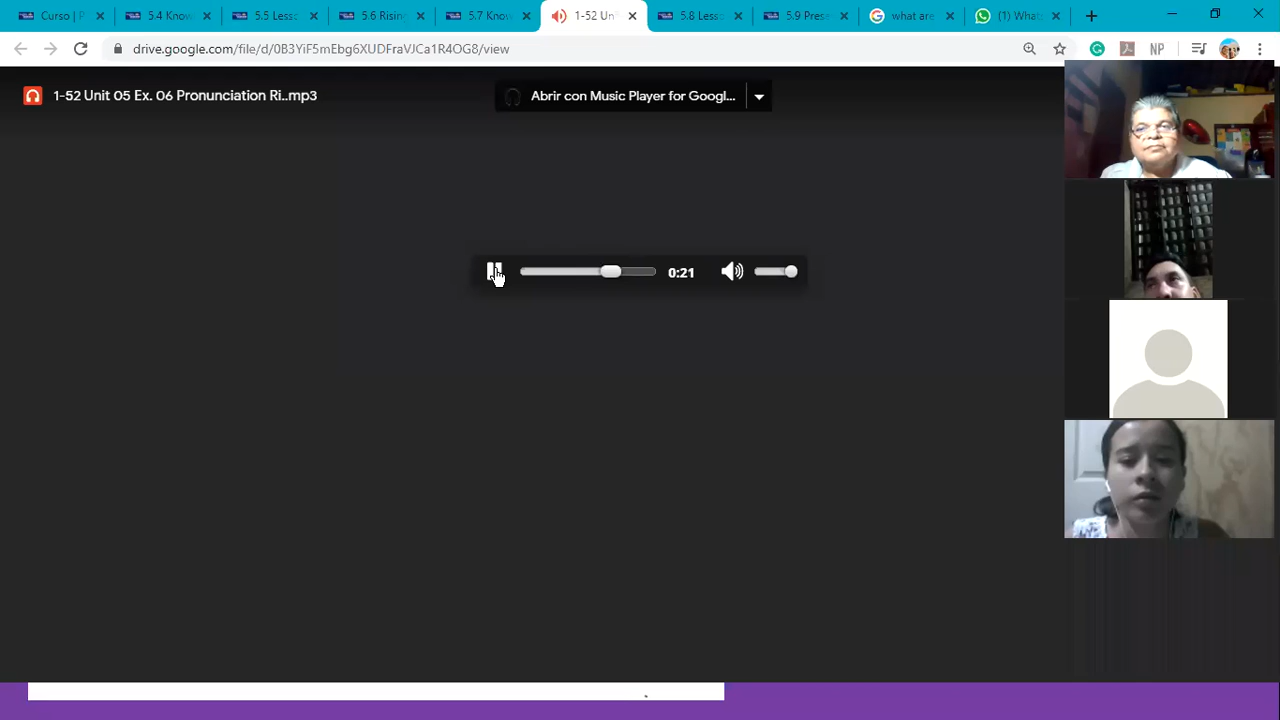 Curso | P
5.4 Know
5.5 Lesso
5.6 Rising
5.7 Know
1-52 Un
5.8 Less
5.9 Prese
what are
(1) What
drive.google.com/file/d/0B3YiF5mEbg6XUDFraVJCa1R4OG8/view
NP
1-52 Unit 05 Ex. 06 Pronunciation Ri..mp3
Abrir con Music Player for Googl...
0:21